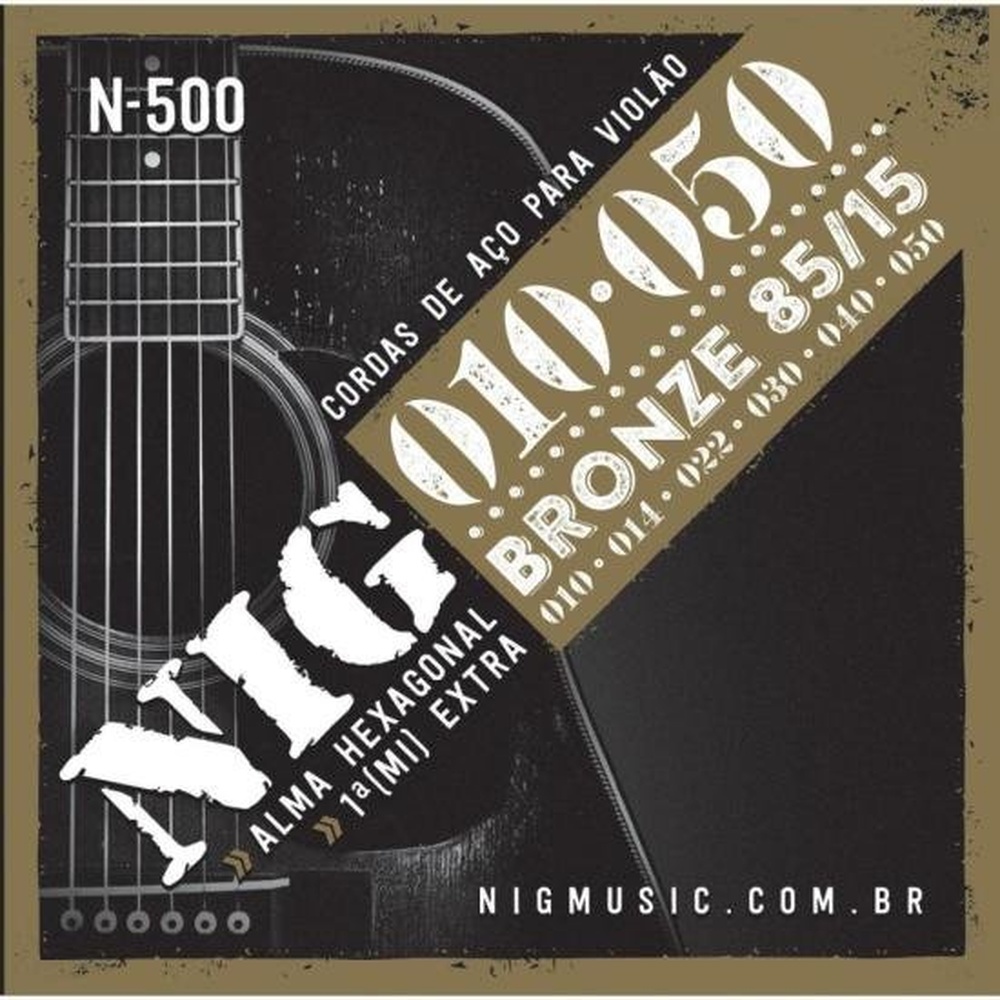 N-500
CORDAS DE AÇO PARA VIOLÃO
010·050
BRONZE 85/15
010 · 014 · 022 · 030 · 040 · 050
NIG
» ALMA HEXAGONAL
» 1ª(MI) EXTRA
NIGMUSIC.COM.BR